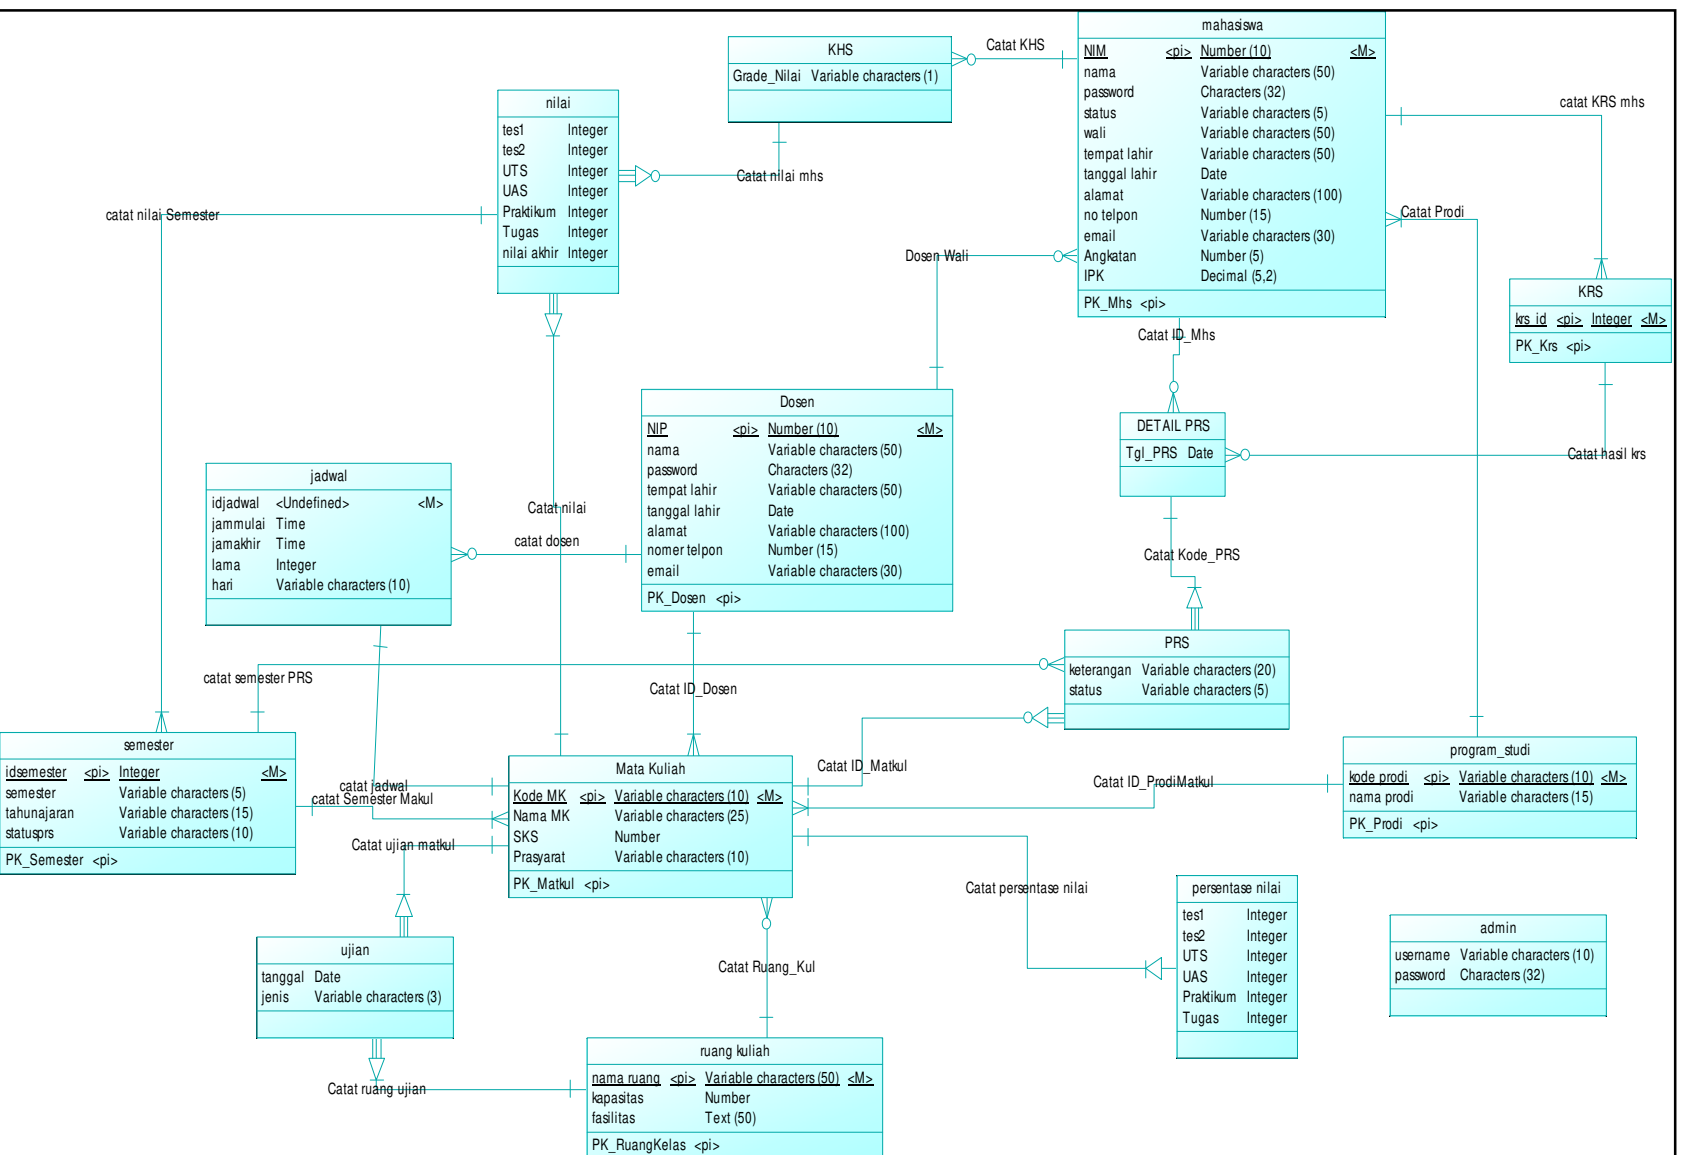 mahasiswa
NIM <pi> Number (10) <M>
nama Variable characters (50)
password Characters (32)
status Variable characters (5)
wali Variable characters (50)
tempat lahir Variable characters (50)
tanggal lahir Date
alamat Variable characters (100)
no telpon Number (15)
email Variable characters (30)
Angkatan Number (5)
IPK Decimal (5,2)
PK_Mhs <pi>
KHS
Grade_Nilai Variable characters (1)
Catat KHS
catat KRS mhs
nilai
tes1 Integer
tes2 Integer
UTS Integer
UAS Integer
Praktikum Integer
Tugas Integer
nilai akhir Integer
Catat nilai mhs
catat nilai Semester
Catat Prodi
Dosen Wali
KRS
krs_id <pi> Integer <M>
PK_Krs <pi>
Catat ID_Mhs
Dosen
NIP <pi> Number (10) <M>
nama Variable characters (50)
password Characters (32)
tempat lahir Variable characters (50)
tanggal lahir Date
alamat Variable characters (100)
nomer telpon Number (15)
email Variable characters (30)
PK_Dosen <pi>
DETAIL PRS
Tgl_PRS Date
Catat hasil krs
jadwal
idjadwal <Undefined> <M>
jammulai Time
jamakhir Time
lama Integer
hari Variable characters (10)
Catat nilai
catat dosen
Catat Kode_PRS
PRS
keterangan Variable characters (20)
status Variable characters (5)
catat semester PRS
Catat ID_Dosen
semester
idsemester <pi> Integer <M>
semester Variable characters (5)
tahunajaran Variable characters (15)
statusprs Variable characters (10)
PK_Semester <pi>
catat jadwal
catat Semester Makul
Catat ujian matkul
Mata Kuliah
Kode MK <pi> Variable characters (10) <M>
Nama MK Variable characters (25)
SKS Number
Prasyarat Variable characters (10)
PK_Matkul <pi>
Catat ID_Matkul
Catat ID_ProdiMatkul
program_studi
kode prodi <pi> Variable characters (10) <M>
nama prodi Variable characters (15)
PK_Prodi <pi>
Catat persentase nilai
persentase nilai
tes1 Integer
tes2 Integer
UTS Integer
UAS Integer
Praktikum Integer
Tugas Integer
admin
username Variable characters (10)
password Characters (32)
ujian
tanggal Date
jenis Variable characters (3)
Catat Ruang_Kul
Catat ruang ujian
ruang kuliah
nama ruang <pi> Variable characters (50) <M>
kapasitas Number
fasilitas Text (50)
PK_RuangKelas <pi>